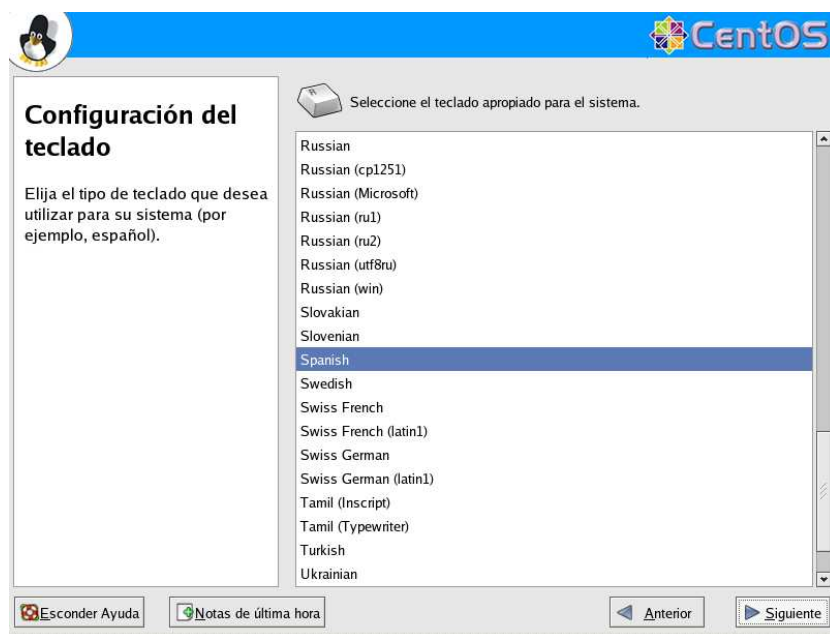 CentOS
Configuración del
teclado
Elija el tipo de teclado que desea
utilizar para su sistema (por
ejemplo, español).
Seleccione el teclado apropiado para el sistema.
Russian
Russian (cp1251)
Russian (Microsoft)
Russian (ru1)
Russian (ru2)
Russian (utf8ru)
Russian (win)
Slovakian
Slovenian
Spanish
Swedish
Swiss French
Swiss French (latin1)
Swiss German
Swiss German (latin1)
Tamil (Inscript)
Tamil (Typewriter)
Turkish
Ukrainian
Esconder Ayuda
Notas de última hora
Anterior
Siguiente